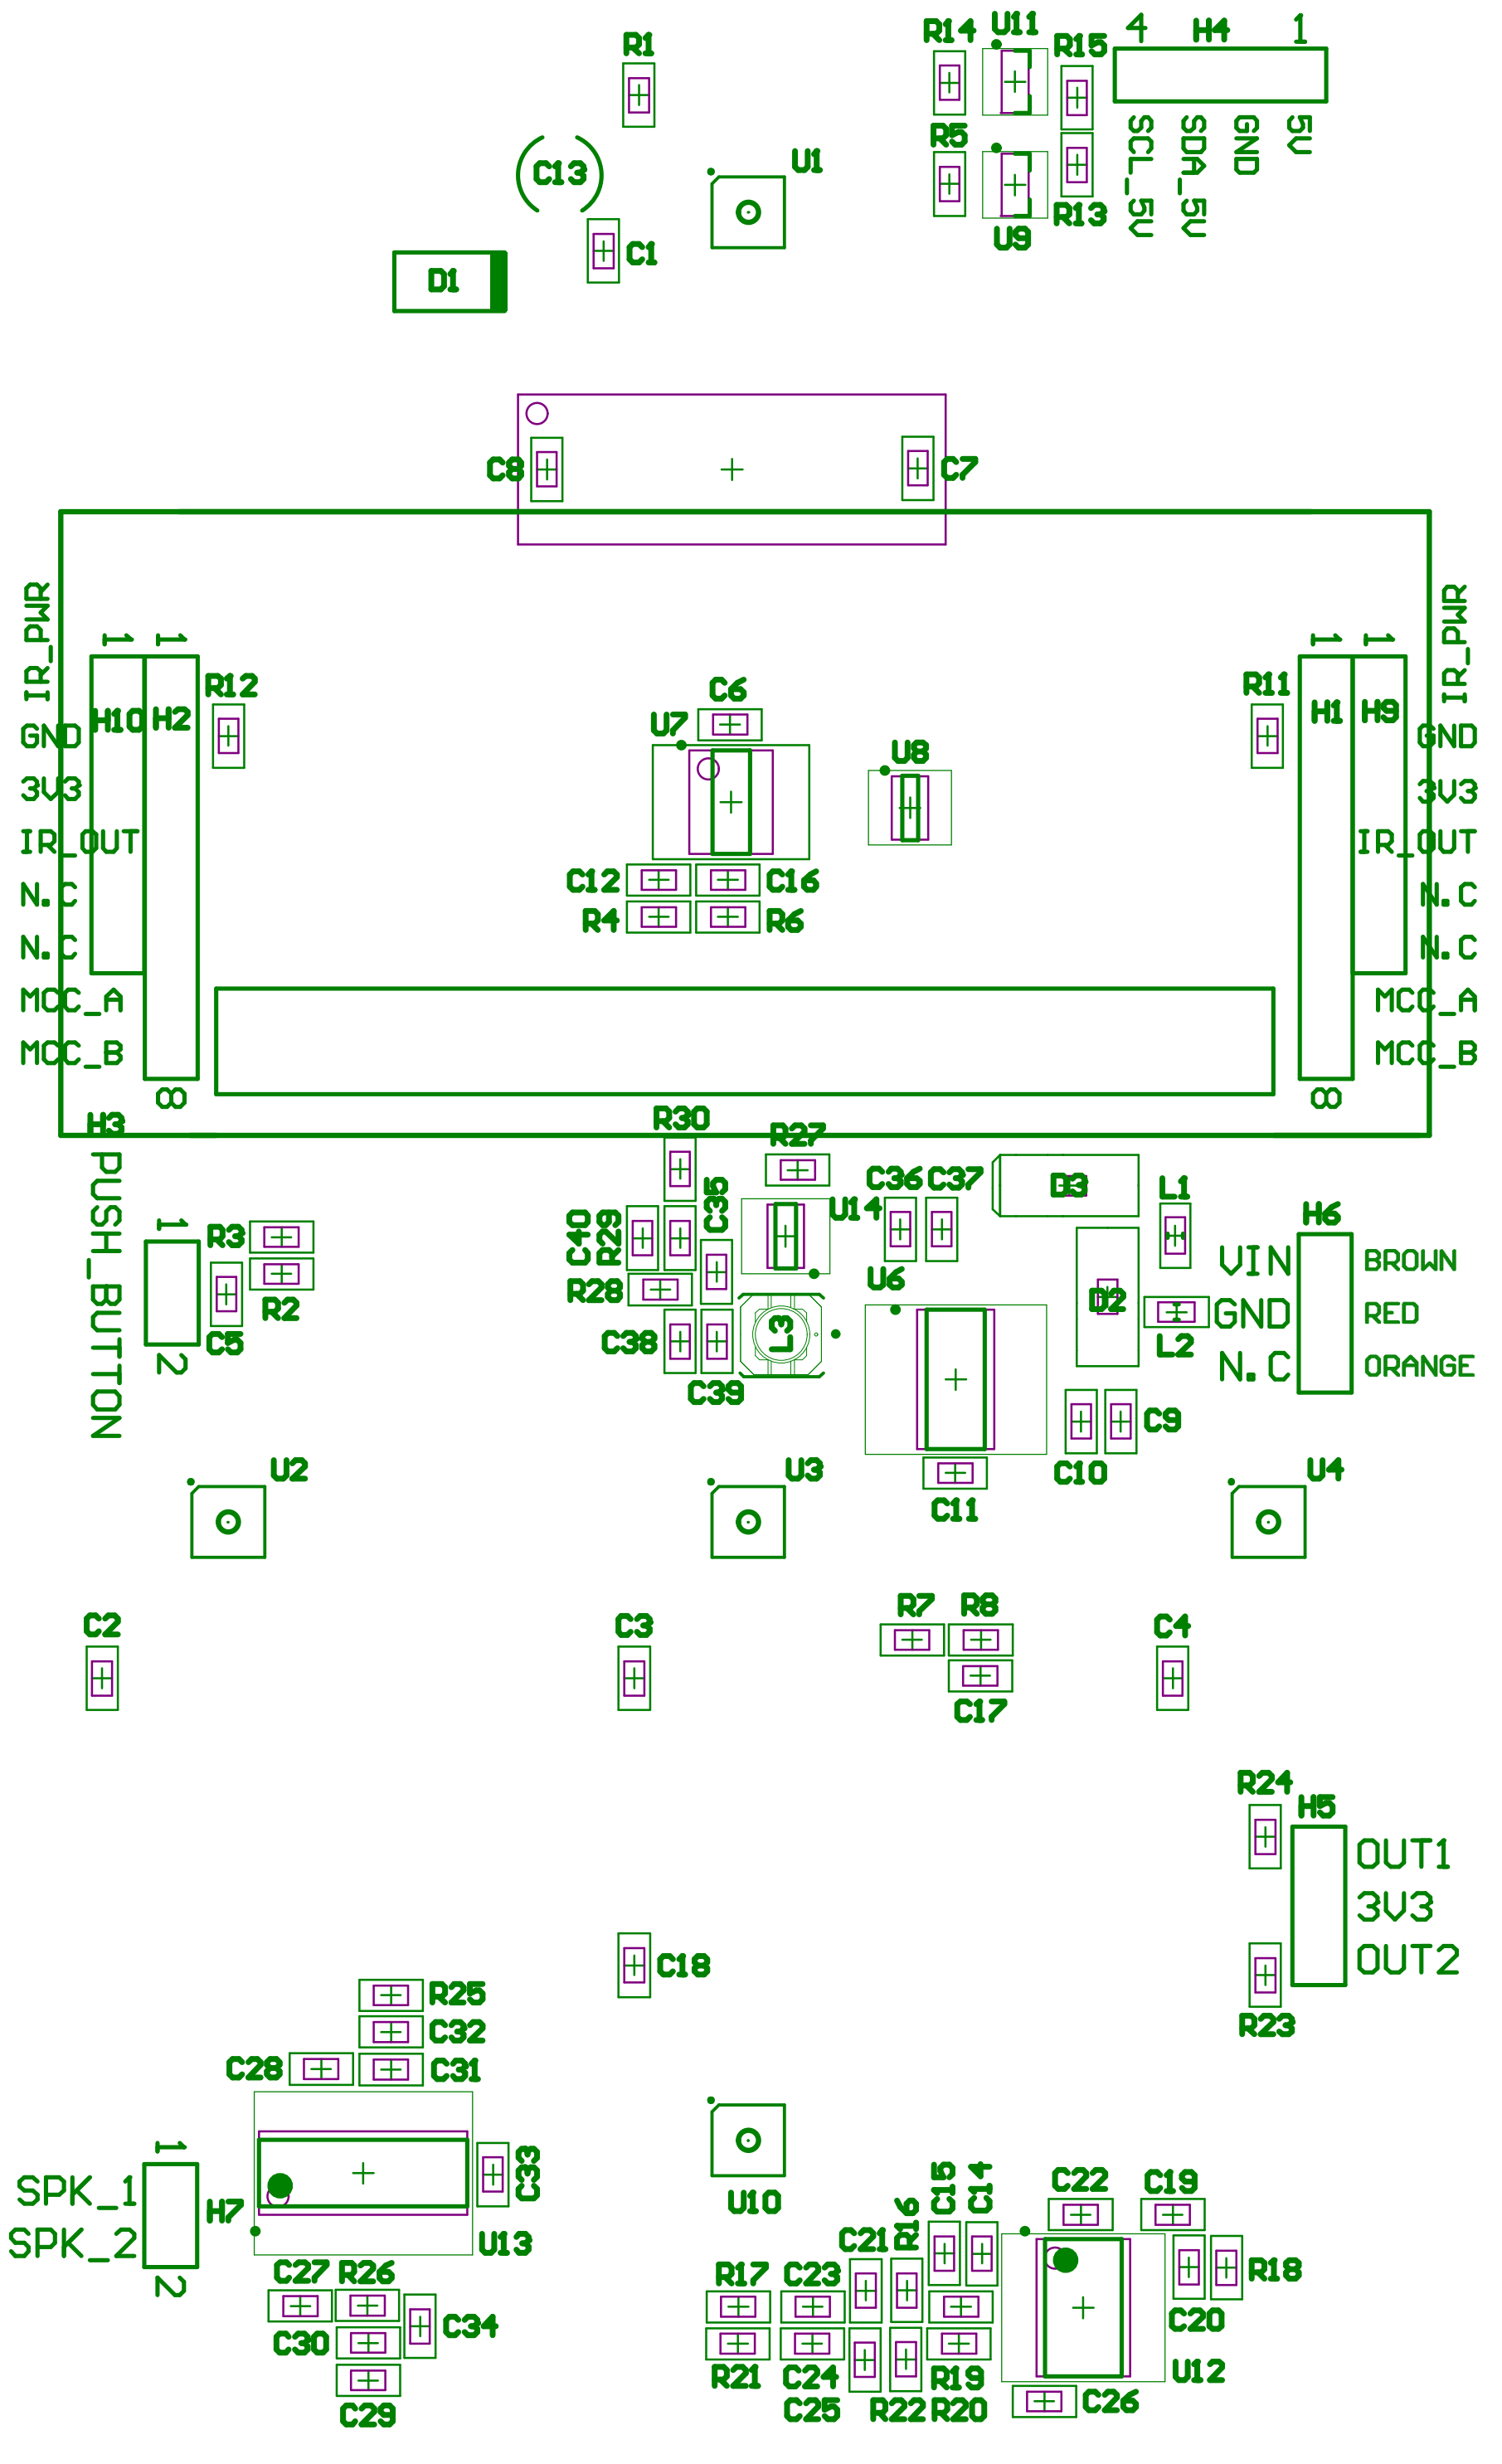 R14 U11 4 H4 1
R1 R15
R5 U1
C13
SCL_5V
SDA_5V
GND
5V
R13
U9
C1
D1
C8 C7
IR_PWR
IR_PWR
1 1 1 1
R12 C6 R11
H10 H2 U7 H1 H9
GND GND
U8
3V3 3V3
IR_OUT IR_OUT
C12 C16
N.C N.C
R4 R6
N.C N.C
MCC_A MCC_A
MCC_B MCC_B
8 8
H3 R30
R27
PUSH_BUTTON
C36 C37 D3 L1
C35
U14
H6
1
R3
C40
R29
VIN BROWN
R28 U6 D2
R2
GND RED
C5 C38 L3 L2
2
N.C ORANGE
C39
C9
U2 U3 C10 U4
C11
R7 R8
C2 C3 C4
C17
R24
H5
OUT1
3V3
C18 OUT2
R25
R23
C32
C28 C31
1
C33
SPK_1 C22 C19
H7 U10
C15
C14
R16
SPK_2 U13 C21
C27 R26 R17 C23 R18
2
C34 C20
C30
U12
R21 C24 R19
C29 C25 R22 R20 C26